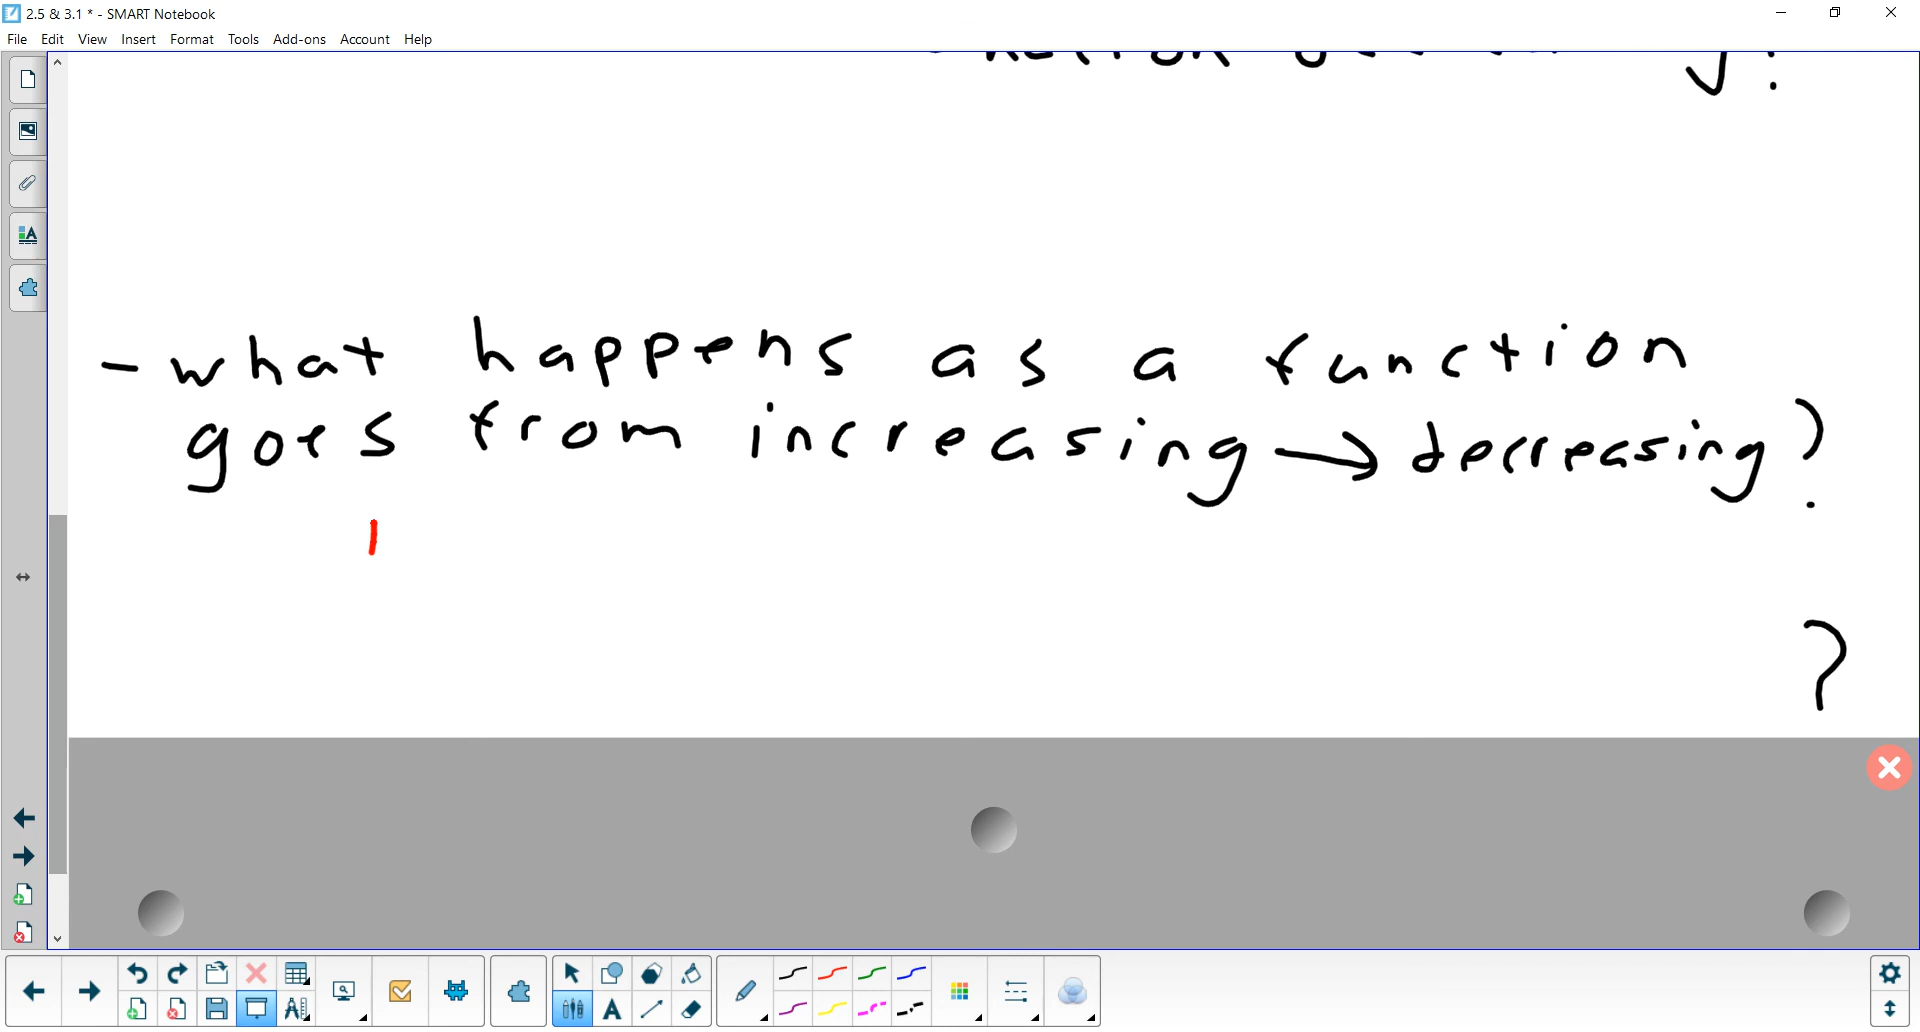 2.5 & 3.1 * - SMART Notebook
File Edit View Insert Format Tools Add-ons Account Help
- what happens as a function
goes from increasing → decreasing?
?